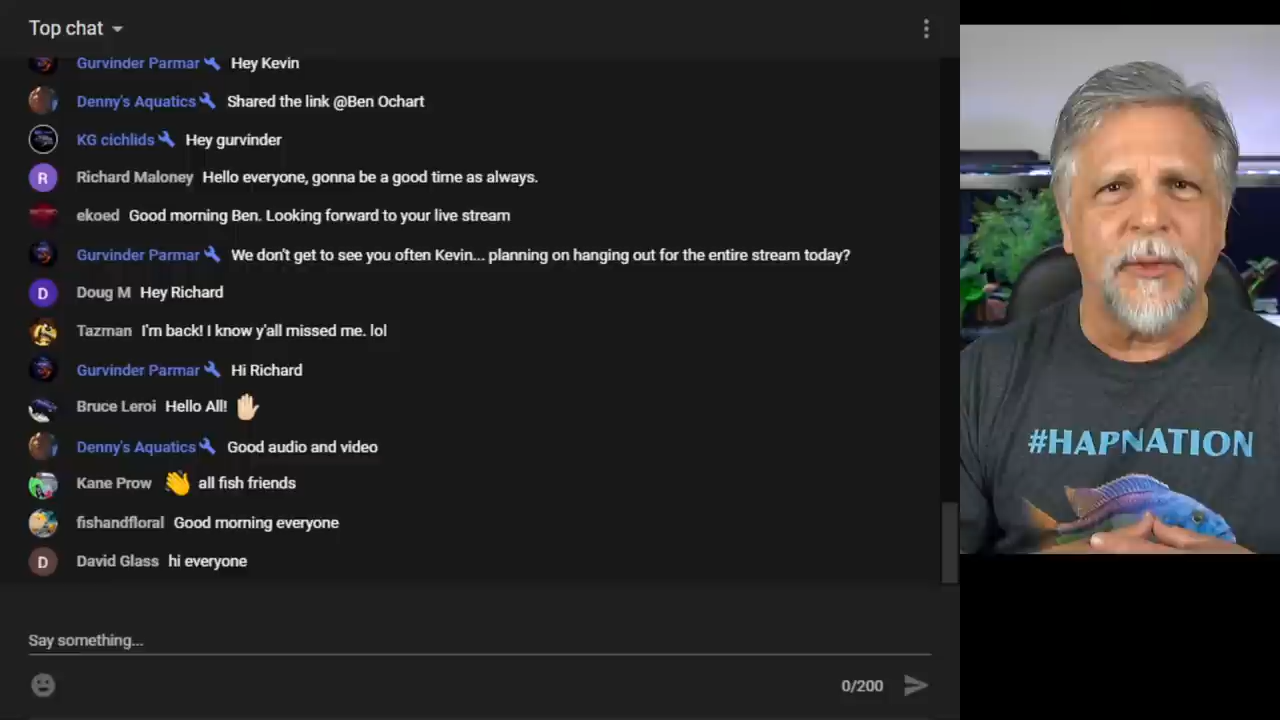 Top chat
Gurvinder Parmar Hey Kevin
Denny's Aquatics Shared the link @Ben Ochart
KG cichlids Hey gurvinder
R Richard Maloney Hello everyone, gonna be a good time as always.
ekoed Good morning Ben. Looking forward to your live stream
Gurvinder Parmar We don't get to see you often Kevin... planning on hanging out for the entire stream today?
D Doug M Hey Richard
Tazman I'm back! I know y'all missed me. lol
Gurvinder Parmar Hi Richard
Bruce Leroi Hello All! 🖐🏻
Denny's Aquatics Good audio and video
Kane Prow 👋 all fish friends
fishandfloral Good morning everyone
D David Glass hi everyone
Say something...
0/200
#HAPNATION